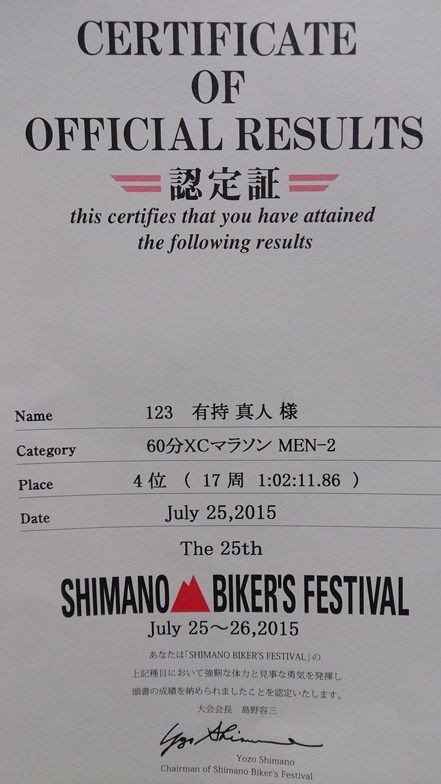 CERTIFICATE
OF
OFFICIAL RESULTS
認定証
this certifies that you have attained
the following results
Name 123 有持 真人 様
Category 60分XCマラソン MEN-2
Place 4位 ( 17周 1:02:11.86 )
Date July 25,2015
The 25th
SHIMANO BIKER'S FESTIVAL
July 25～26,2015
あなたは「SHIMANO BIKER'S FESTIVAL」の
上記種目において強靭な体力と見事な勇気を発揮し
頭書の成績を納められましたことを認定いたします。
大会会長 島野容三
Yozo Shimano
Yozo Shimano
Chairman of Shimano Biker's Festival